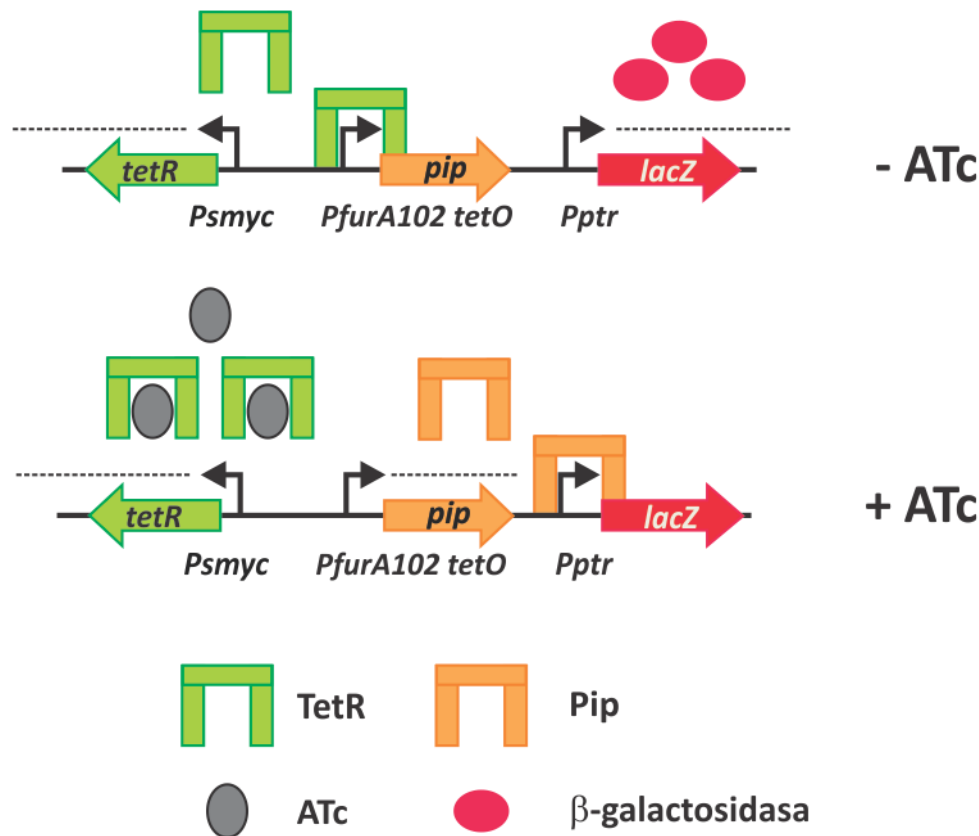 tetR pip lacZ
- ATc
Psmyc PfurA102 tetO Pptr
tetR pip lacZ
+ ATc
Psmyc PfurA102 tetO Pptr
TetR Pip
ATc β-galactosidasa